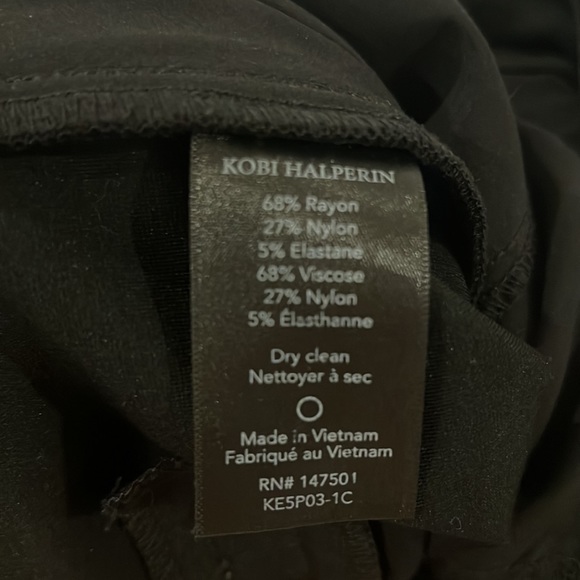 KOBI HALPERIN
68% Rayon
27% Nylon
5% Elastane
68% Viscose
27% Nylon
5% Élasthanne
Dry clean
Nettoyer à sec
Made in Vietnam
Fabriqué au Vietnam
RN# 147501
KE5P03-1C